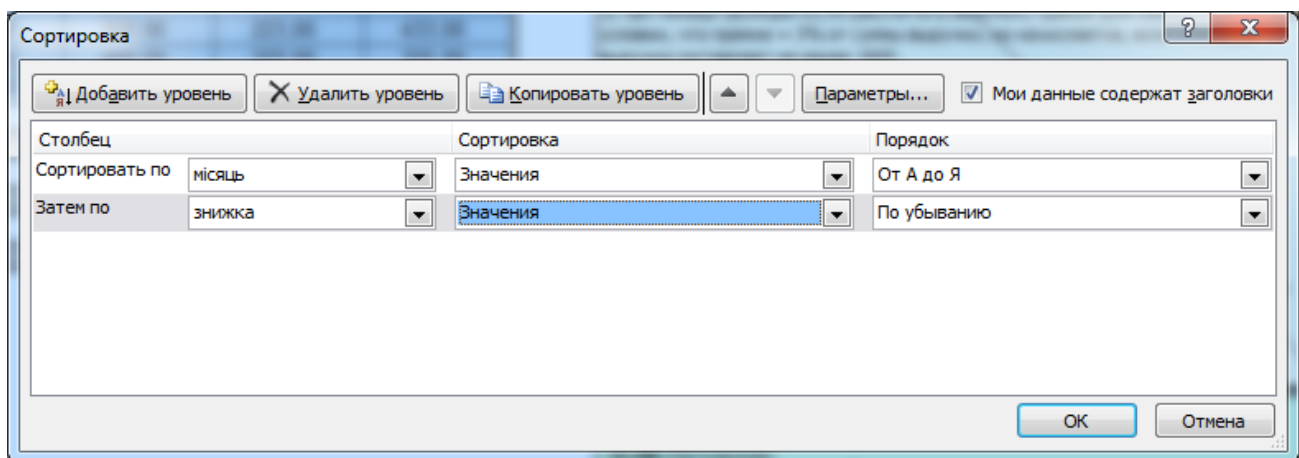 Сортировка
Добавить уровень Удалить уровень Копировать уровень Параметры... Мои данные содержат заголовки
Столбец Сортировка Порядок
Сортировать по місяць Значения От А до Я
Затем по знижка Значения По убыванию
ОК Отмена